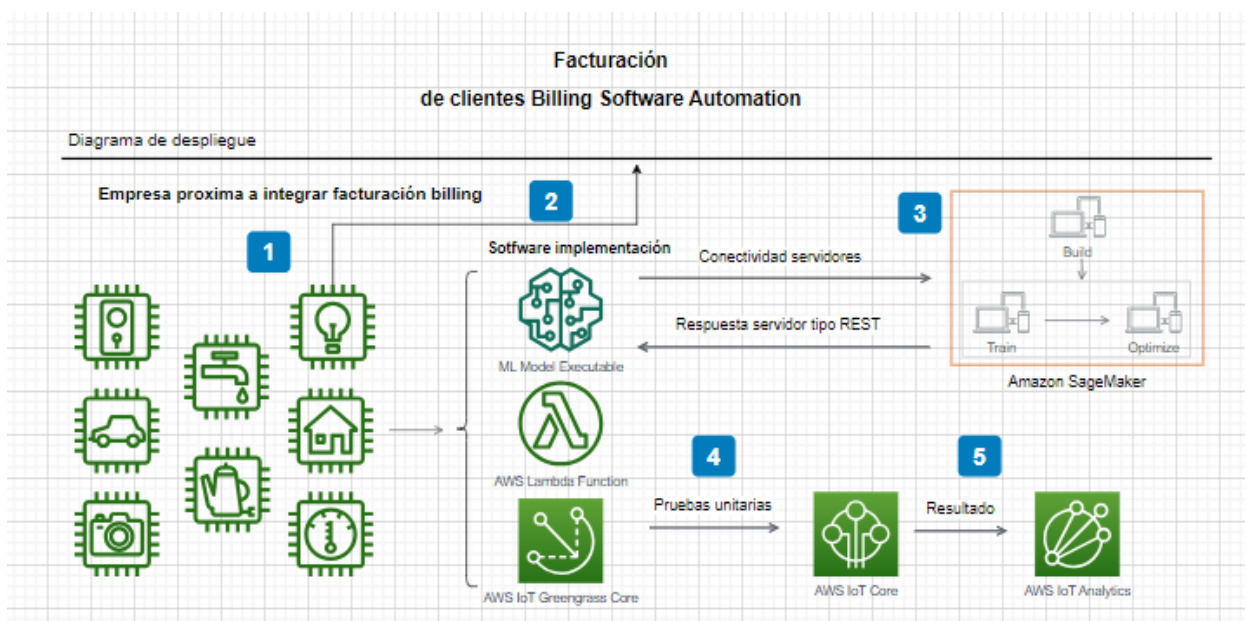 Facturación
de clientes Billing Software Automation
Diagrama de despliegue
Empresa proxima a integrar facturación billing
2
3
1
Sotfware implementación
Conectividad servidores
Build
Respuesta servidor tipo REST
Train
Optimize
ML Model Executable
Amazon SageMaker
4
5
AWS Lambda Function
Pruebas unitarias
Resultado
AWS IoT Greengrass Core
AWS IoT Core
AWS IoT Analytics